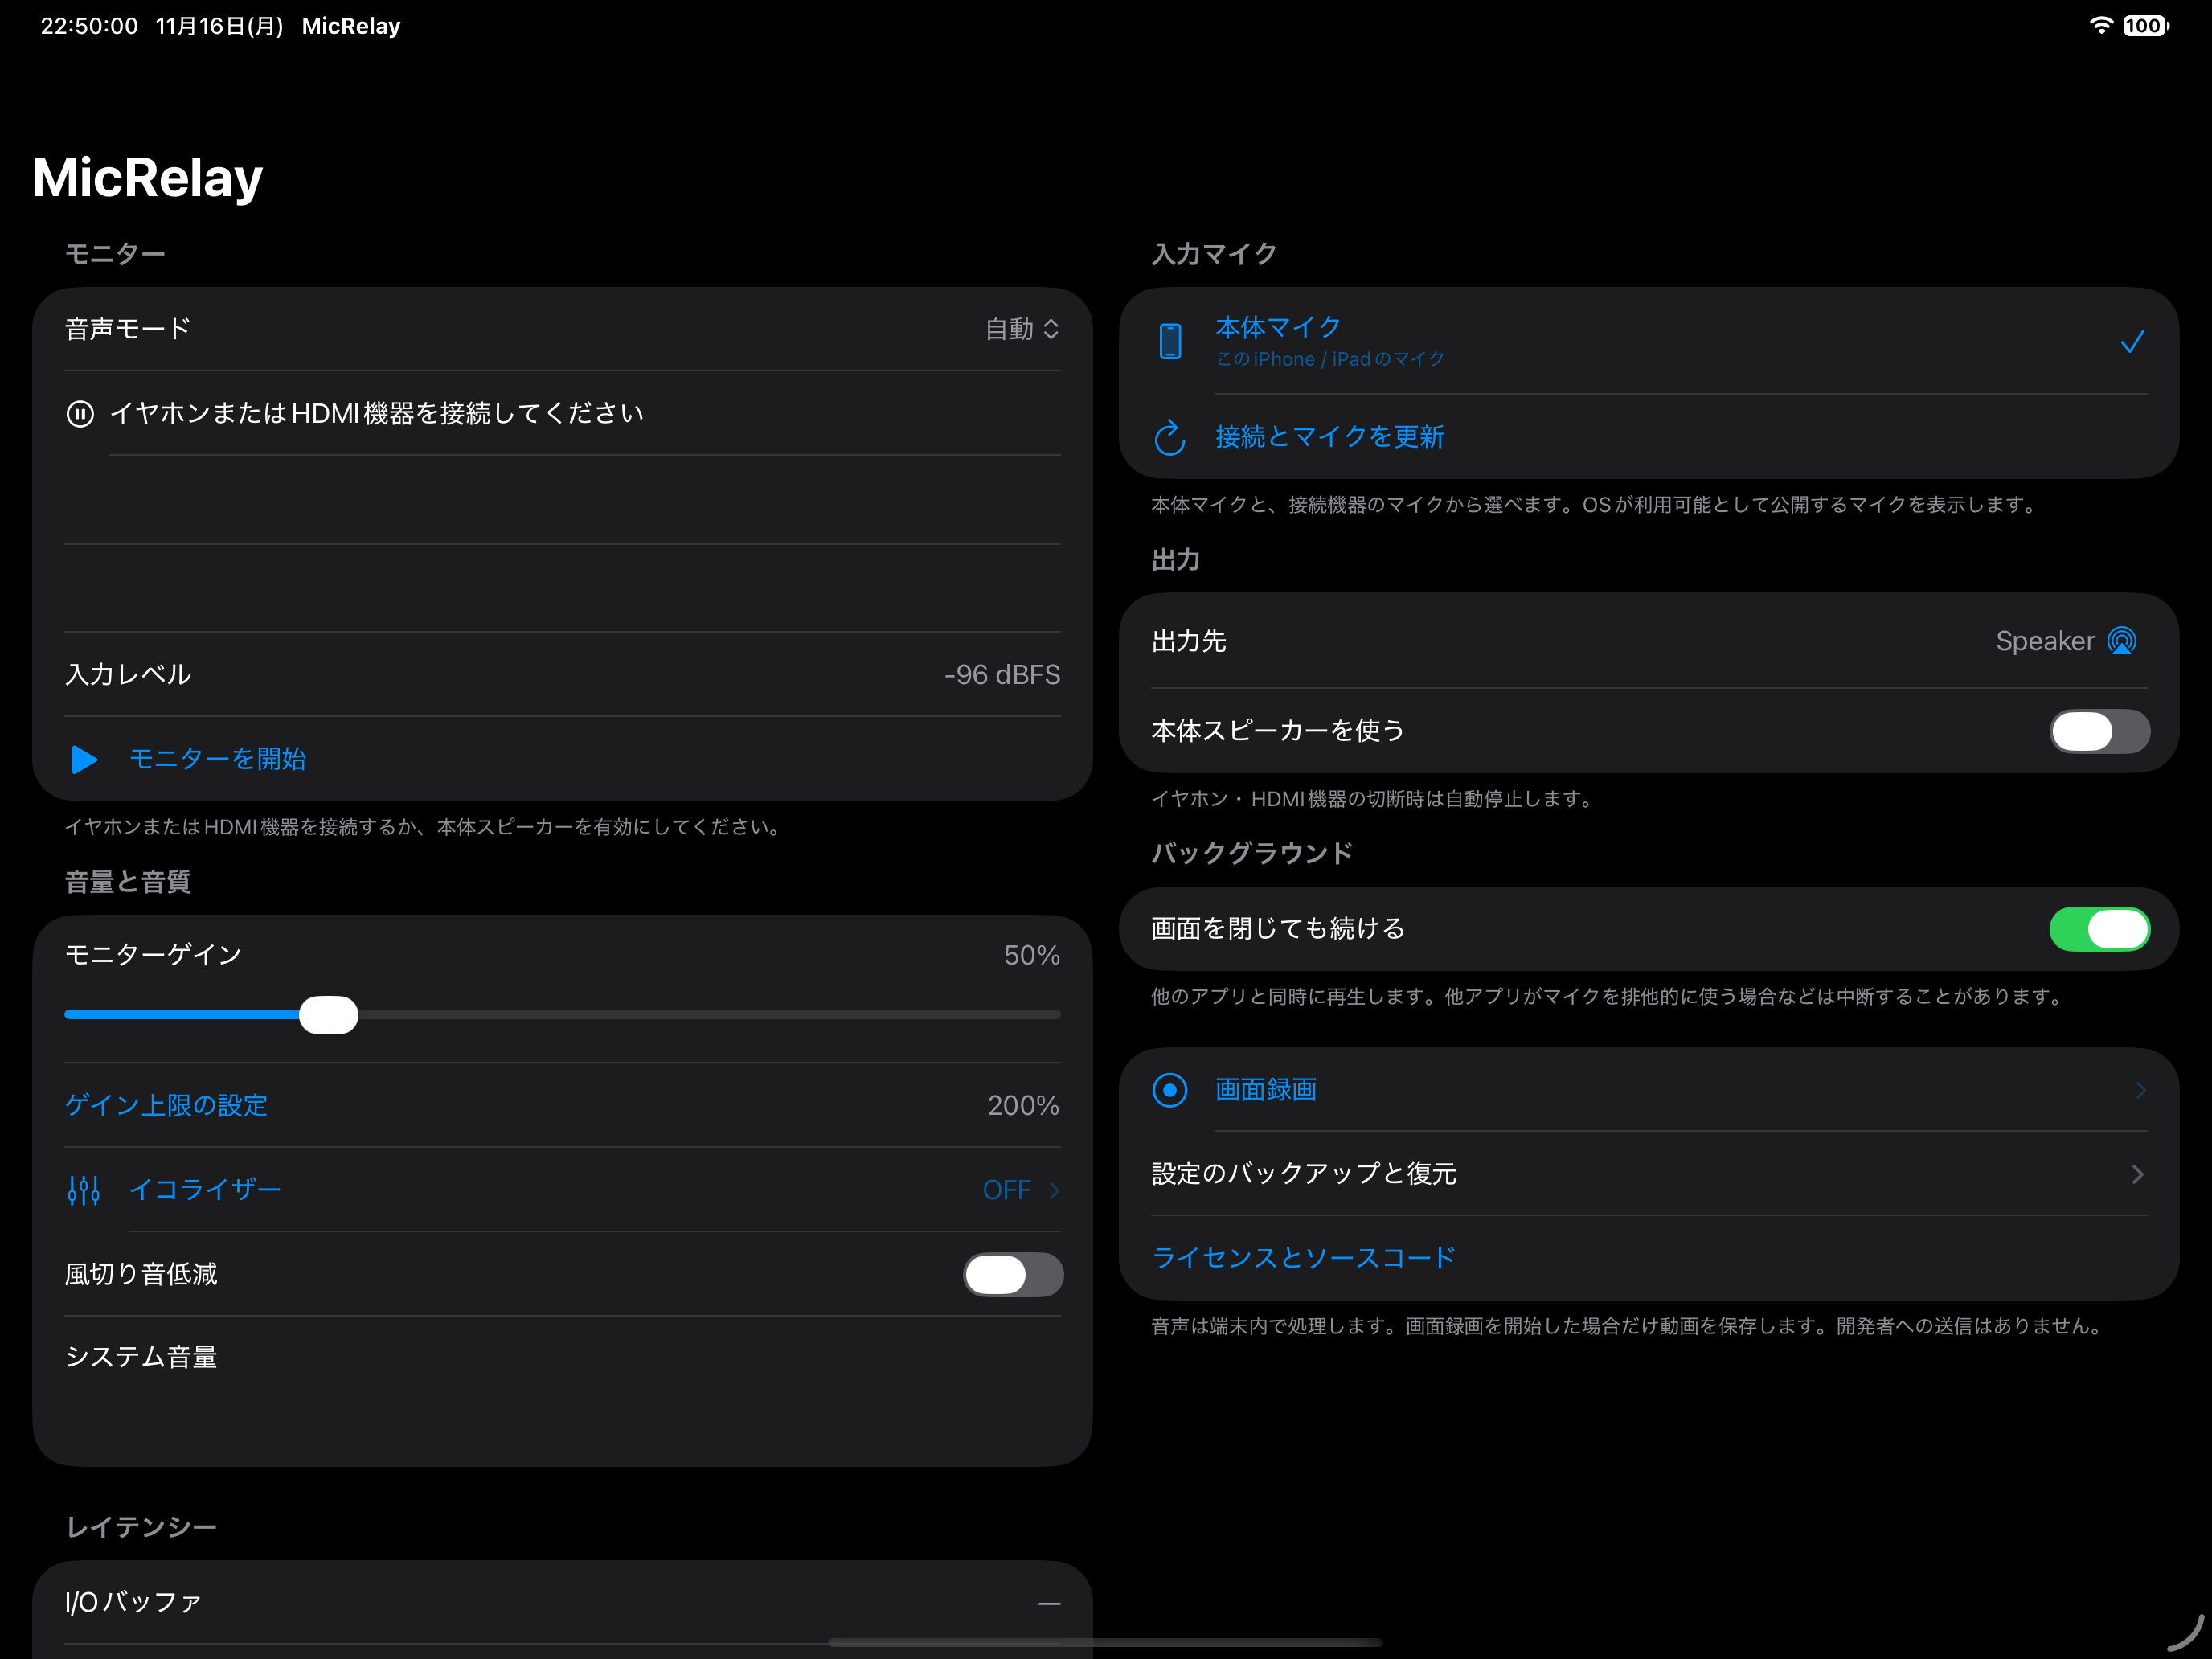 22:50:00 11月16日(月) MicRelay
100
MicRelay
モニター
音声モード
自動
イヤホンまたはHDMI機器を接続してください
入力レベル
-96 dBFS
モニターを開始
イヤホンまたはHDMI機器を接続するか、本体スピーカーを有効にしてください。
音量と音質
モニターゲイン
50%
ゲイン上限の設定
200%
イコライザー
OFF
風切り音低減
システム音量
レイテンシー
I/Oバッファ
—
入力マイク
本体マイク
このiPhone / iPadのマイク
接続とマイクを更新
本体マイクと、接続機器のマイクから選べます。OSが利用可能として公開するマイクを表示します。
出力
出力先
Speaker
本体スピーカーを使う
イヤホン・HDMI機器の切断時は自動停止します。
バックグラウンド
画面を閉じても続ける
他のアプリと同時に再生します。他アプリがマイクを排他的に使う場合などは中断することがあります。
画面録画
設定のバックアップと復元
ライセンスとソースコード
音声は端末内で処理します。画面録画を開始した場合だけ動画を保存します。開発者への送信はありません。